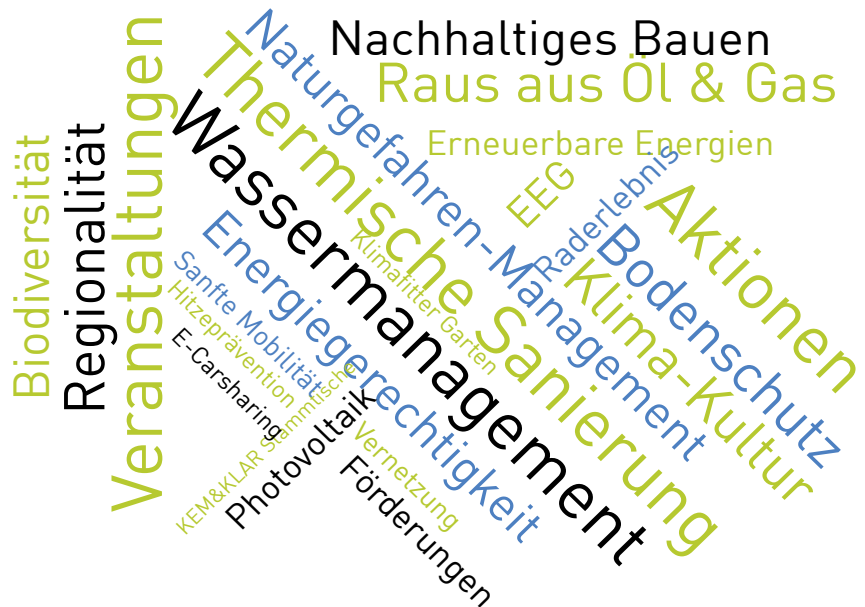 Nachhaltiges Bauen
Raus aus Öl & Gas
Erneuerbare Energien
Naturgefahren-Management
Thermische Sanierung
Wassermanagement
Veranstaltungen
Regionalität
Biodiversität
EEG
Raderlebnis
Aktionen
Bodenschutz
Klima-Kultur
Energiegerechtigkeit
Klimafitter Garten
Sanfte Mobilität
Hitzeprävention
E-Carsharing
KEM&KLAR Stammtische
Photovoltaik
Vernetzung
Förderungen